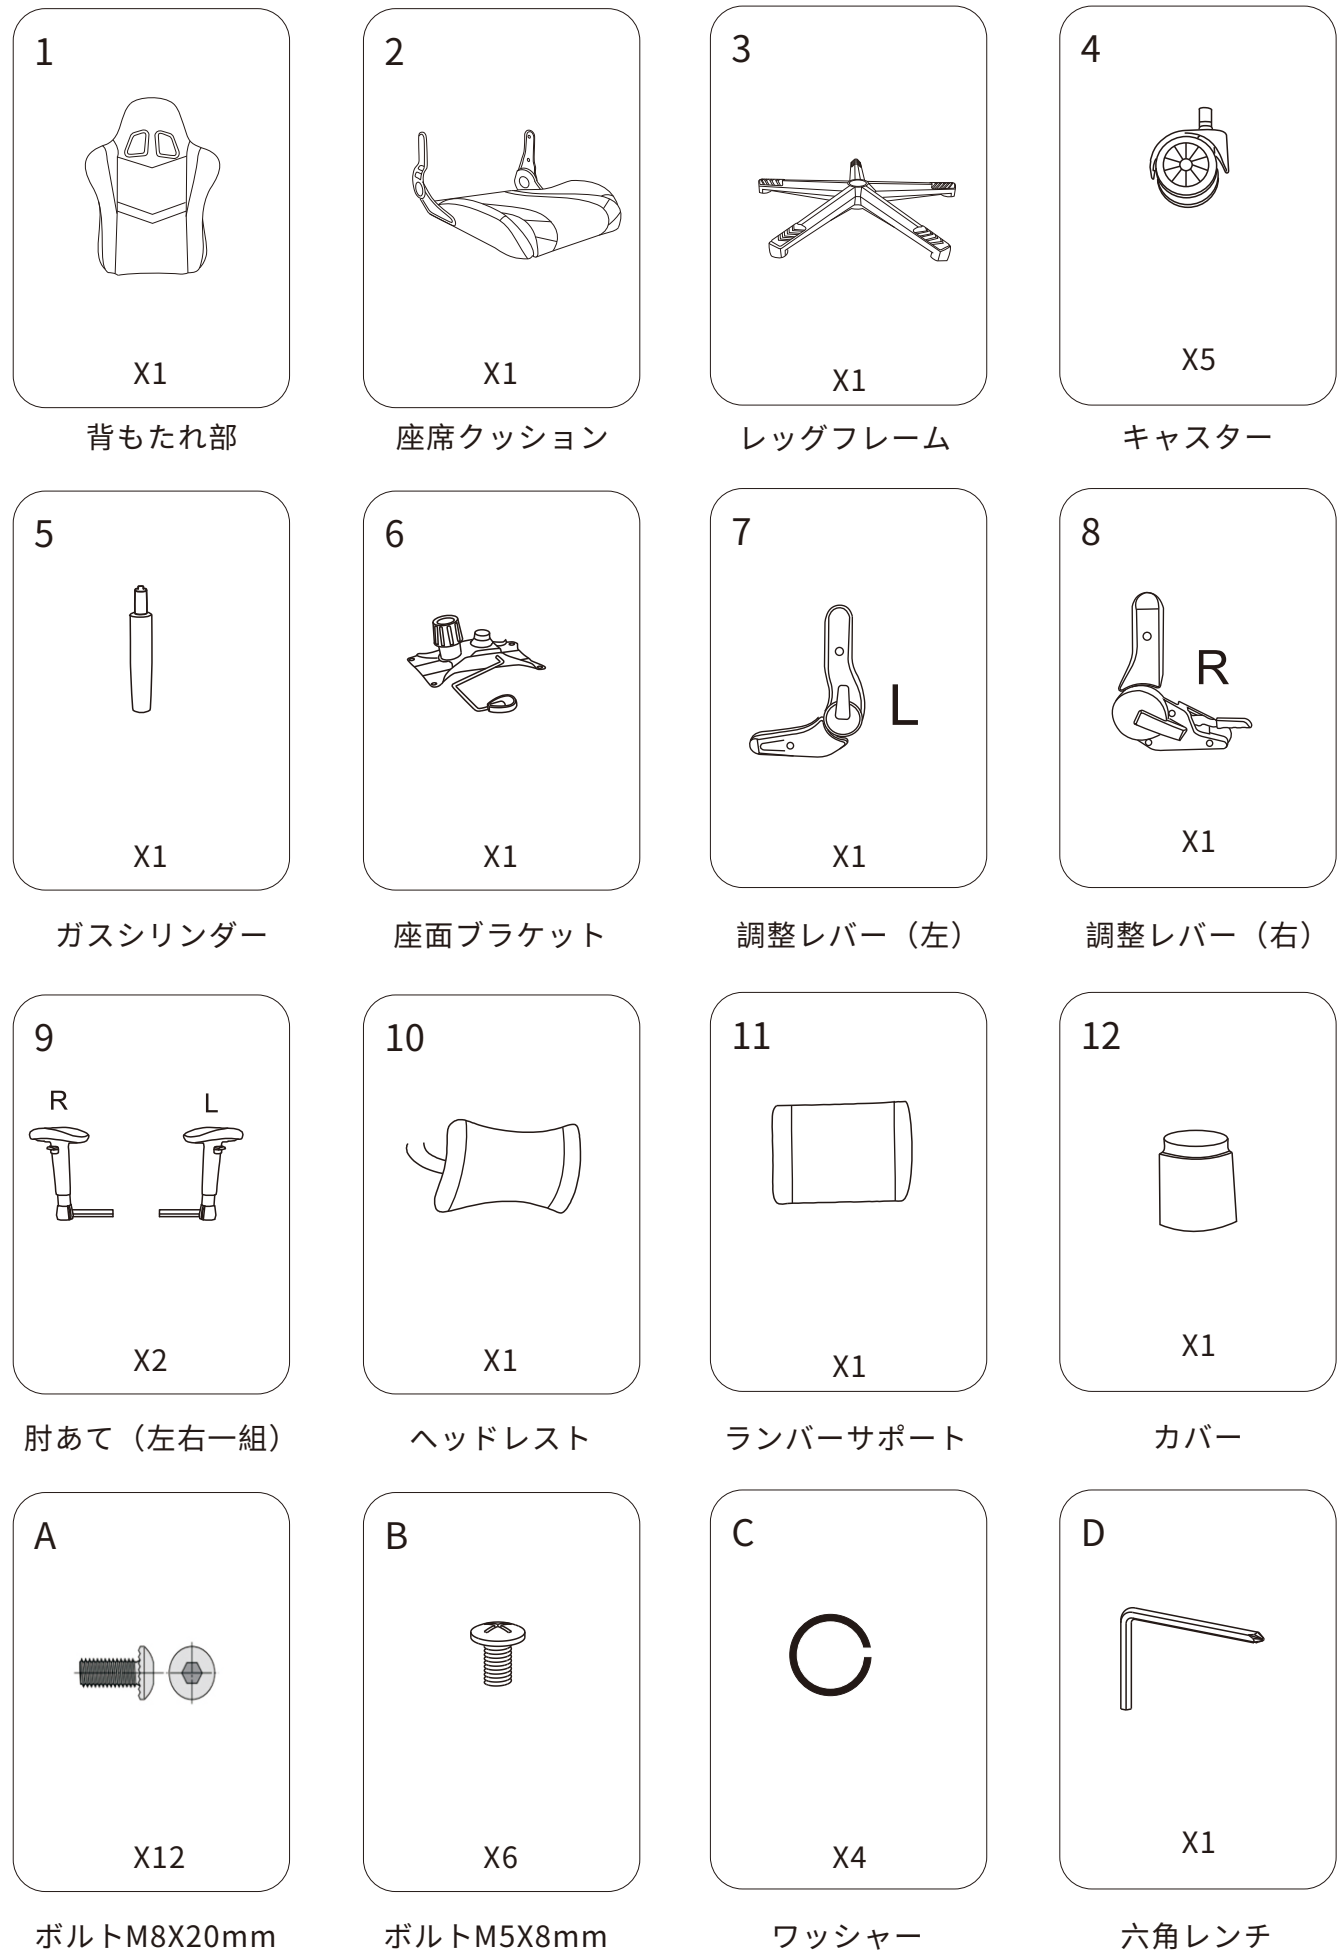 1
2
3
4
X1
X1
X1
X5
背もたれ部
座席クッション
レッグフレーム
キャスター
5
6
7
8
L
R
X1
X1
X1
X1
ガスシリンダー
座面ブラケット
調整レバー（左）
調整レバー（右）
9
10
11
12
R
L
X2
X1
X1
X1
肘あて（左右一組）
ヘッドレスト
ランバーサポート
カバー
A
B
C
D
X12
X6
X4
X1
ボルトM8X20mm
ボルトM5X8mm
ワッシャー
六角レンチ